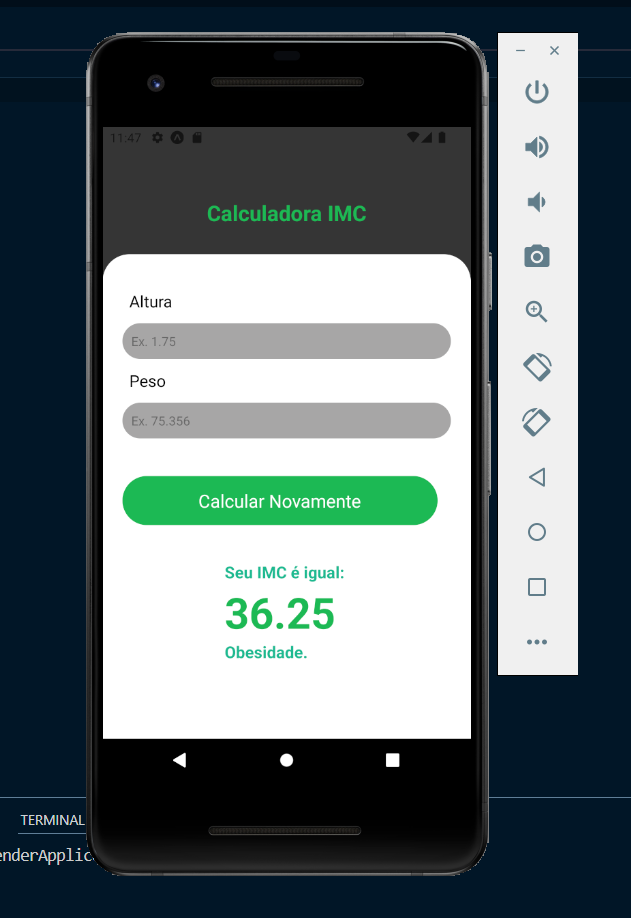 11:47
Calculadora IMC
Altura
Ex. 1.75
Peso
Ex. 75.356
Calcular Novamente
Seu IMC é igual:
36.25
Obesidade.
TERMINAL
enderApplic